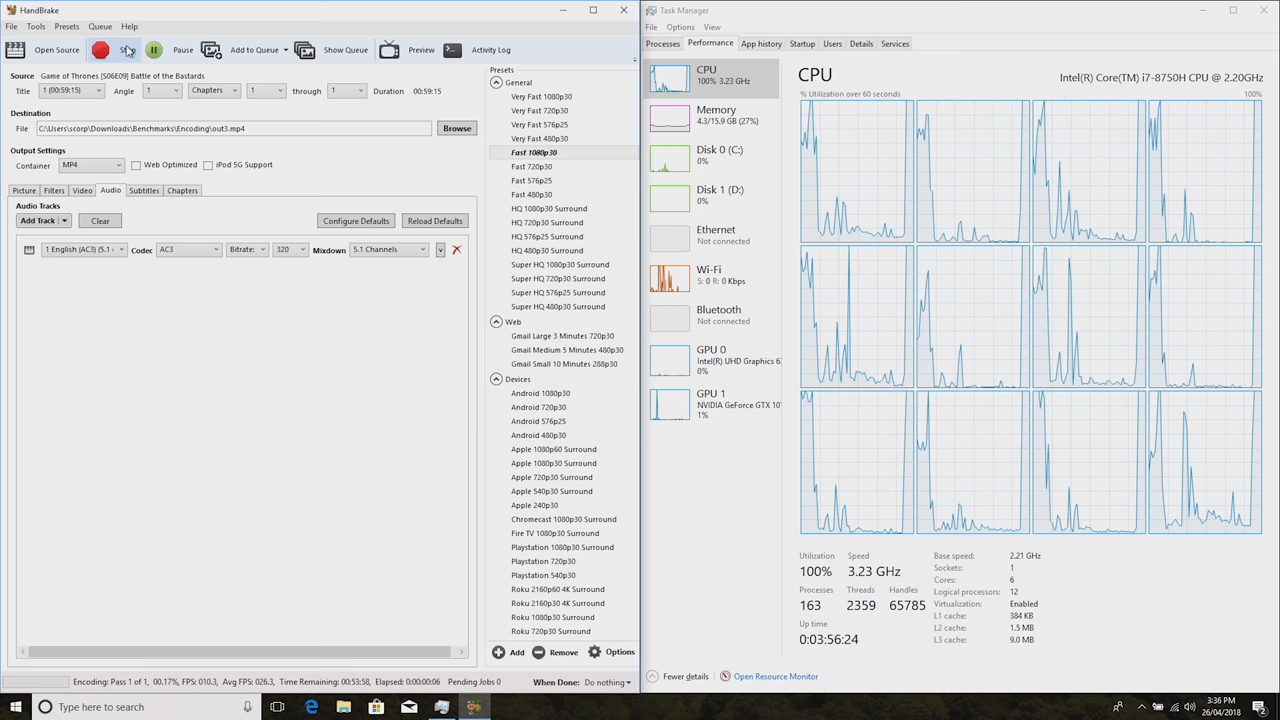 HandBrake
File Tools Presets Queue Help
Open Source Pause Add to Queue Show Queue Preview Activity Log
Source Game of Thrones [S06E09] Battle of the Bastards
Title 1 (00:59:15) Angle 1 Chapters 1 through 1 Duration 00:59:15
Destination
File C:\Users\scorp\Downloads\Benchmarks\Encoding\out3.mp4 Browse
Output Settings
Container MP4 Web Optimized iPod 5G Support
Picture Filters Video Audio Subtitles Chapters
Audio Tracks
Add Track Clear Configure Defaults Reload Defaults
1 English (AC3) (5.1 Codec AC3 Bitrate: 320 Mixdown 5.1 Channels
Presets
General
Very Fast 1080p30
Very Fast 720p30
Very Fast 576p25
Very Fast 480p30
Fast 1080p30
Fast 720p30
Fast 576p25
Fast 480p30
HQ 1080p30 Surround
HQ 720p30 Surround
HQ 576p25 Surround
HQ 480p30 Surround
Super HQ 1080p30 Surround
Super HQ 720p30 Surround
Super HQ 576p25 Surround
Super HQ 480p30 Surround
Web
Gmail Large 3 Minutes 720p30
Gmail Medium 5 Minutes 480p30
Gmail Small 10 Minutes 288p30
Devices
Android 1080p30
Android 720p30
Android 576p25
Android 480p30
Apple 1080p60 Surround
Apple 1080p30 Surround
Apple 720p30 Surround
Apple 540p30 Surround
Apple 240p30
Chromecast 1080p30 Surround
Fire TV 1080p30 Surround
Playstation 1080p30 Surround
Playstation 720p30
Playstation 540p30
Roku 2160p60 4K Surround
Roku 2160p30 4K Surround
Roku 1080p30 Surround
Roku 720p30 Surround
Add Remove Options
Encoding: Pass 1 of 1, 00.17%, FPS: 010.3, Avg FPS: 026.3, Time Remaining: 00:53:58, Elapsed: 0:00:00:06 Pending Jobs 0 When Done: Do nothing
Task Manager
File Options View
Processes Performance App history Startup Users Details Services
CPU
100% 3.23 GHz
Memory
4.3/15.9 GB (27%)
Disk 0 (C:)
0%
Disk 1 (D:)
0%
Ethernet
Not connected
Wi-Fi
S: 0 R: 0 Kbps
Bluetooth
Not connected
GPU 0
Intel(R) UHD Graphics 6
0%
GPU 1
NVIDIA GeForce GTX 10
1%
CPU Intel(R) Core(TM) i7-8750H CPU @ 2.20GHz
% Utilization over 60 seconds 100%
Utilization Speed
100% 3.23 GHz
Processes Threads Handles
163 2359 65785
Up time
0:03:56:24
Base speed: 2.21 GHz
Sockets: 1
Cores: 6
Logical processors: 12
Virtualization: Enabled
L1 cache: 384 KB
L2 cache: 1.5 MB
L3 cache: 9.0 MB
Fewer details Open Resource Monitor
Type here to search
3:36 PM
26/04/2018
2